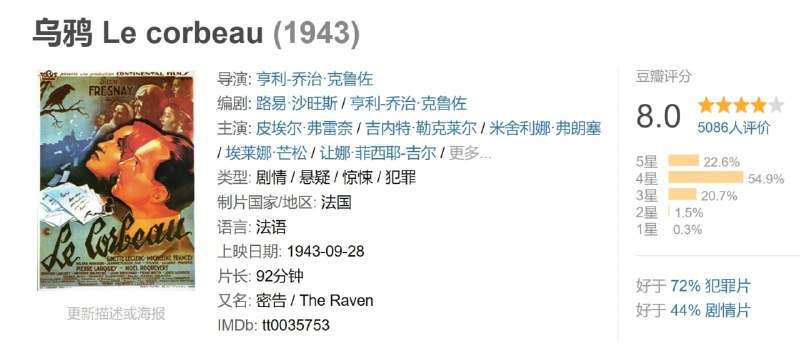 乌鸦 Le corbeau (1943)
CONTINENTAL FILMS
FRESNAY
Le Corbeau
GINETTE LECLERC - MICHELINE FRANCEY
PIERRE LARQUEY
NOËL ROQUEVERT
更新描述或海报
导演: 亨利-乔治·克鲁佐
编剧: 路易·沙旺斯 / 亨利-乔治·克鲁佐
主演: 皮埃尔·弗雷奈 / 吉内特·勒克莱尔 / 米舍利娜·弗朗塞
/ 埃莱娜·芒松 / 让娜·菲西耶-吉尔 / 更多...
类型: 剧情 / 悬疑 / 惊悚 / 犯罪
制片国家/地区: 法国
语言: 法语
上映日期: 1943-09-28
片长: 92分钟
又名: 密告 / The Raven
IMDb: tt0035753
豆瓣评分
8.0
5086人评价
5星 22.6%
4星 54.9%
3星 20.7%
2星 1.5%
1星 0.3%
好于 72% 犯罪片
好于 44% 剧情片